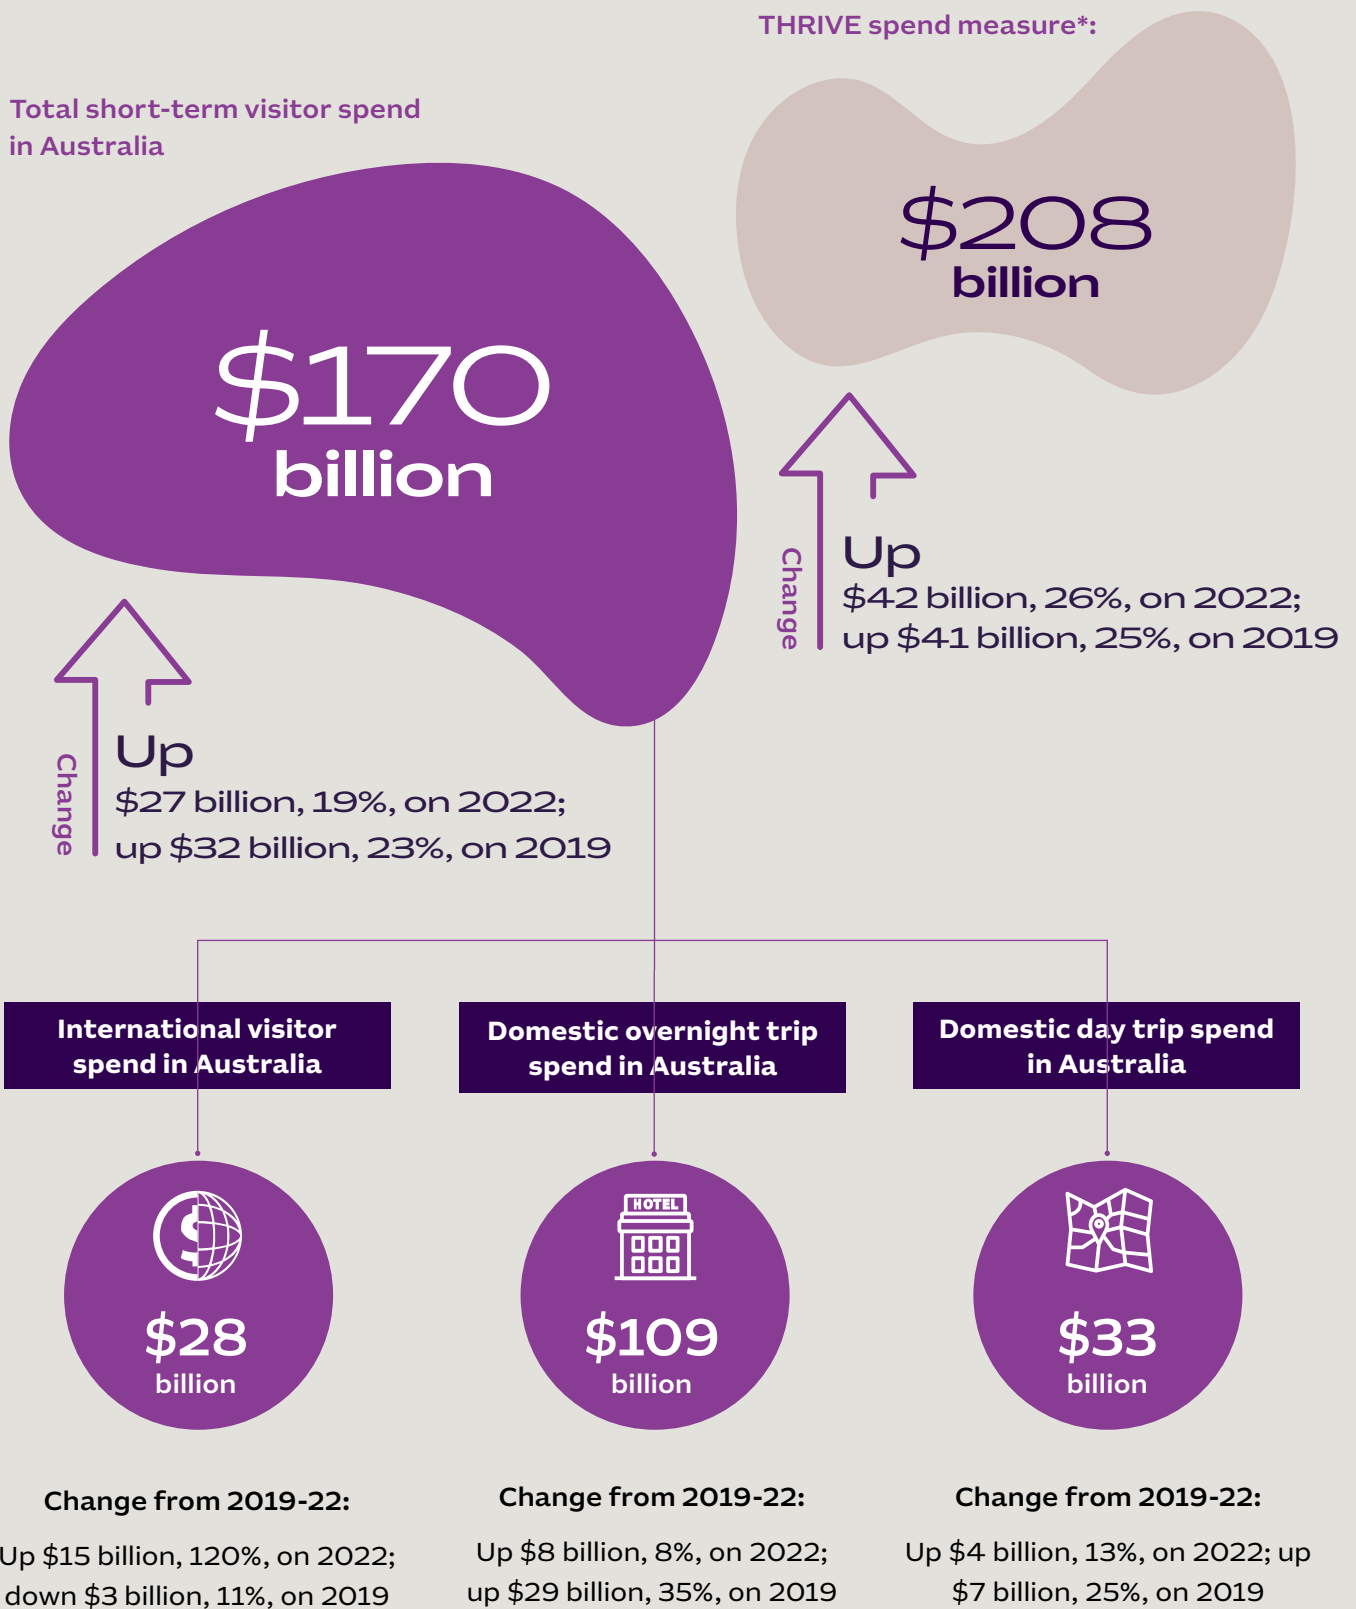 THRIVE spend measure*:
$208
billion
Change
Up
$42 billion, 26%, on 2022;
up $41 billion, 25%, on 2019
Total short-term visitor spend
in Australia
$170
billion
Change
Up
$27 billion, 19%, on 2022;
up $32 billion, 23%, on 2019
International visitor
spend in Australia
$28
billion
Change from 2019-22:
Up $15 billion, 120%, on 2022;
down $3 billion, 11%, on 2019
Domestic overnight trip
spend in Australia
HOTEL
$109
billion
Change from 2019-22:
Up $8 billion, 8%, on 2022;
up $29 billion, 35%, on 2019
Domestic day trip spend
in Australia
$33
billion
Change from 2019-22:
Up $4 billion, 13%, on 2022; up
$7 billion, 25%, on 2019